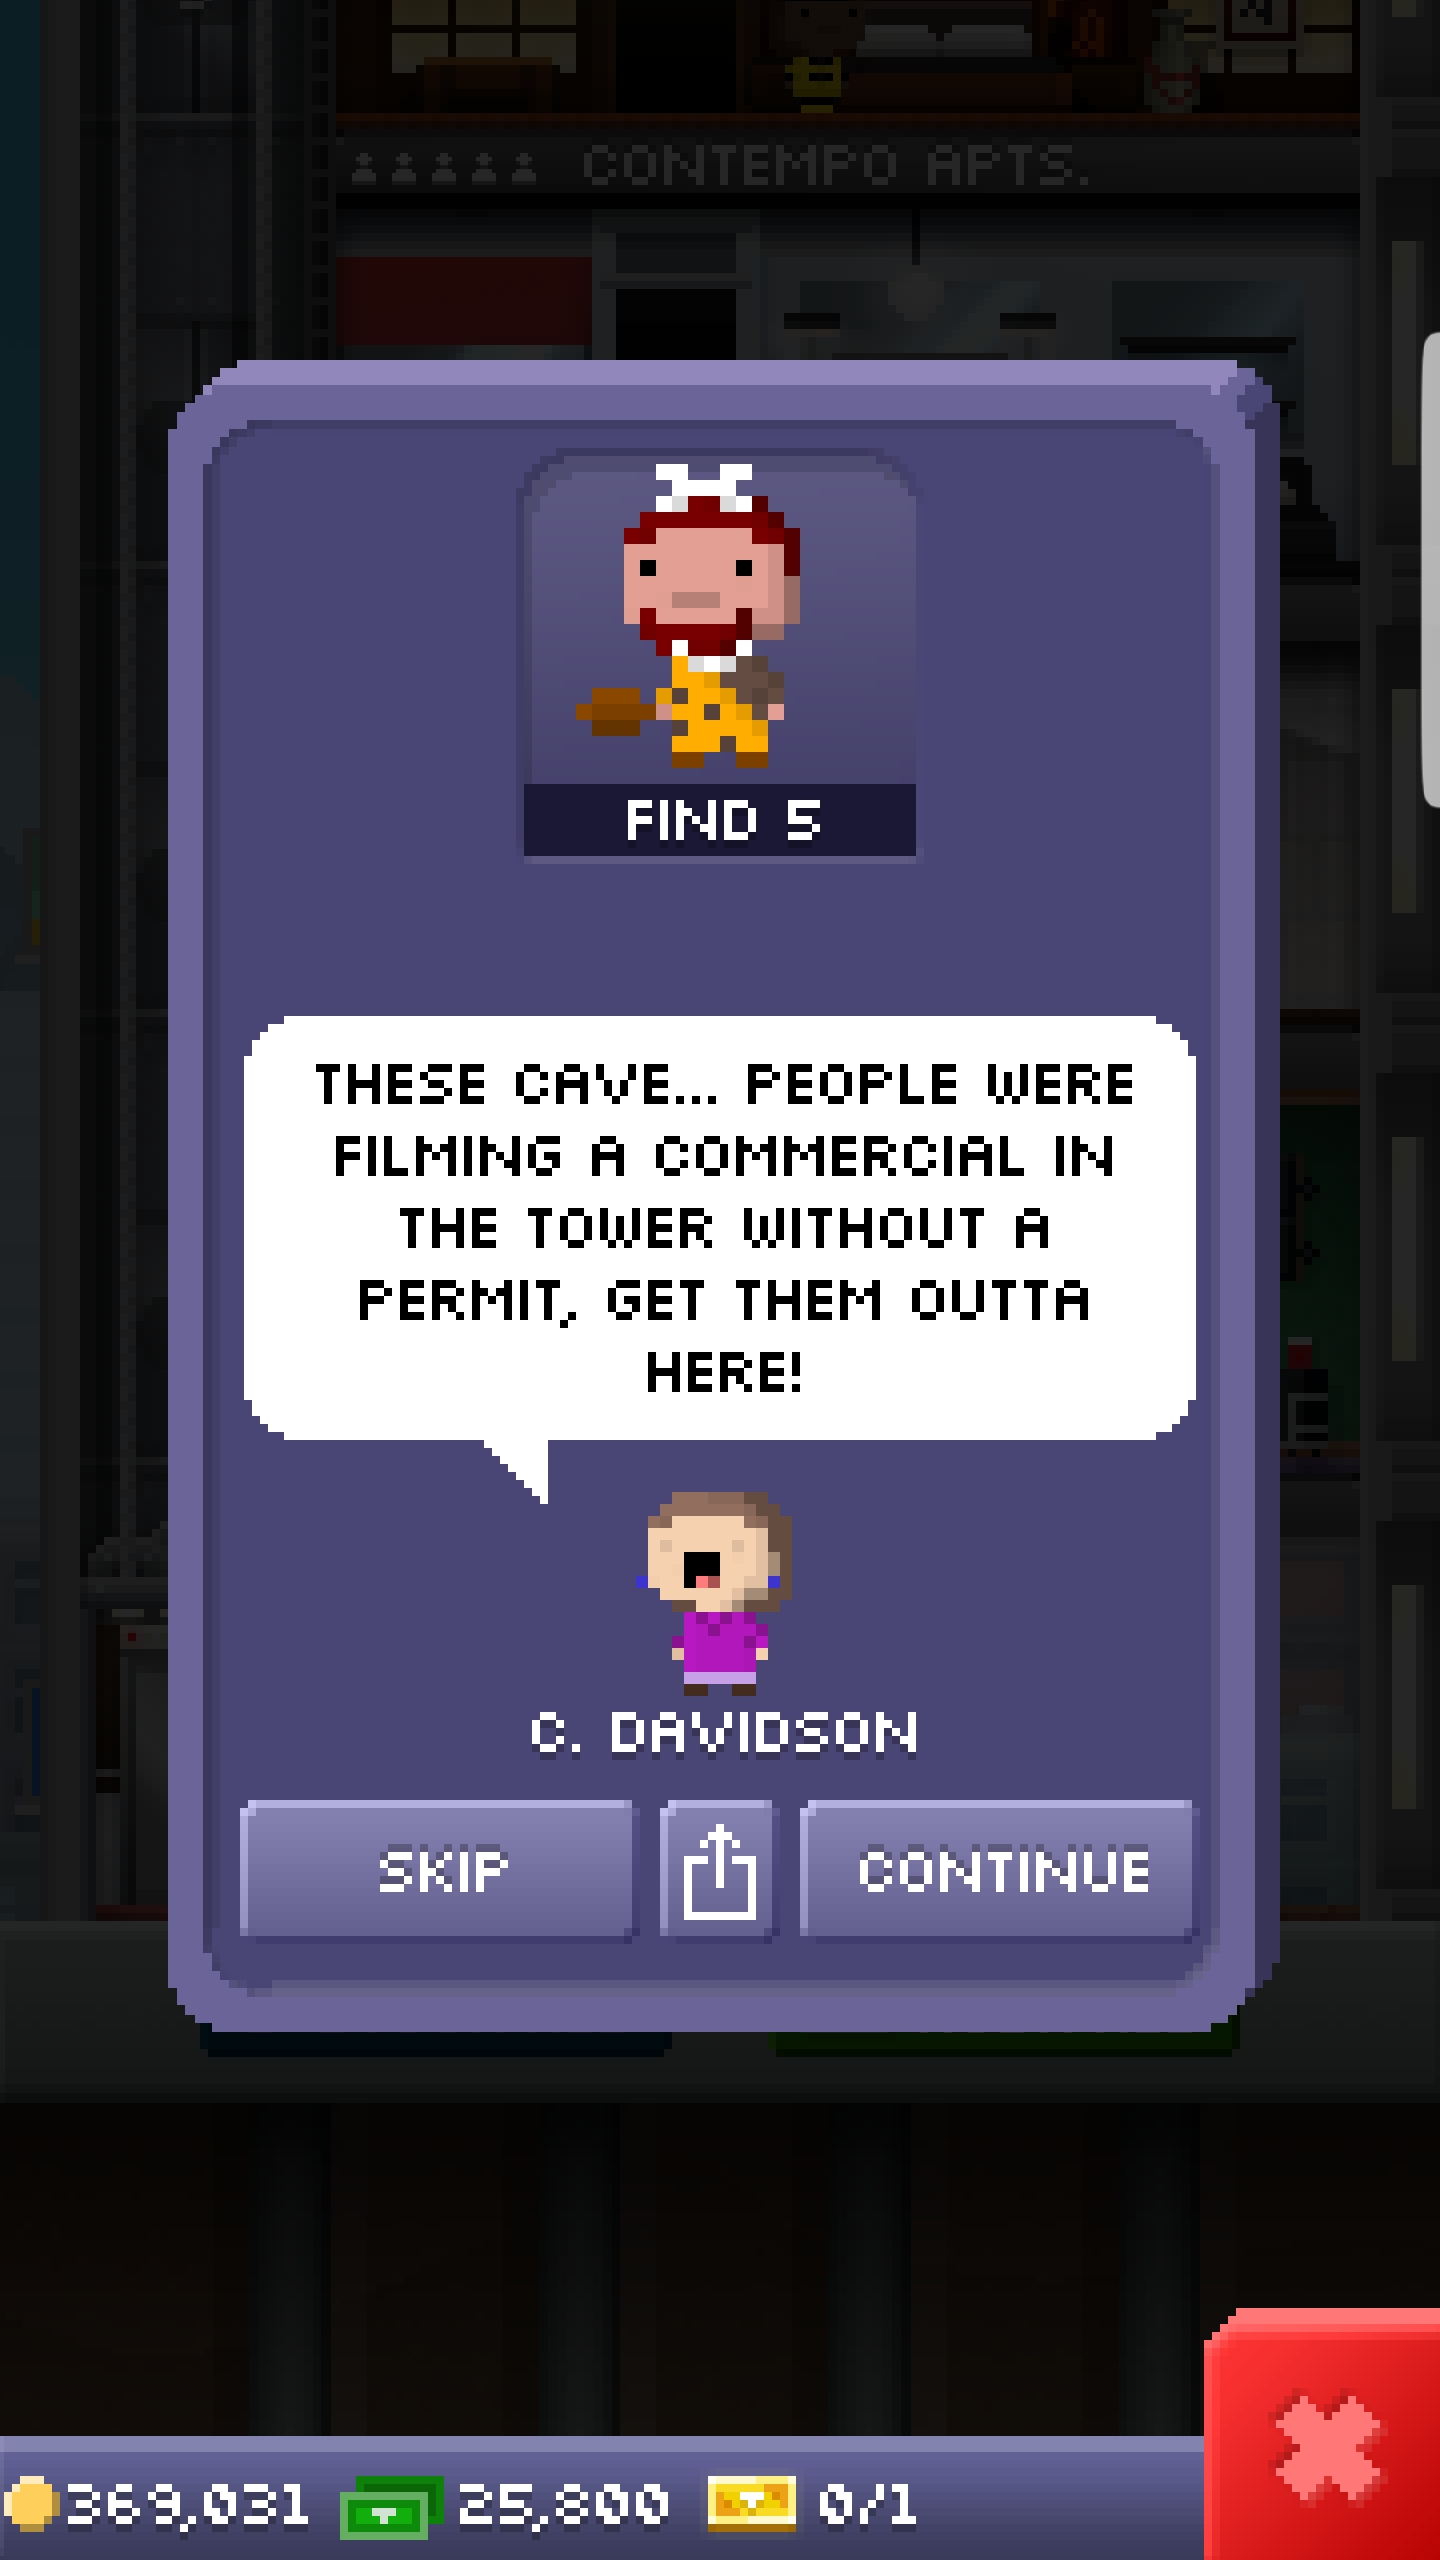 CONTEMPO APTS.
FIND 5
THESE CAVE... PEOPLE WERE
FILMING A COMMERCIAL IN
THE TOWER WITHOUT A
PERMIT, GET THEM OUTTA
HERE!
C. DAVIDSON
SKIP
CONTINUE
369,031 25,800 0/1